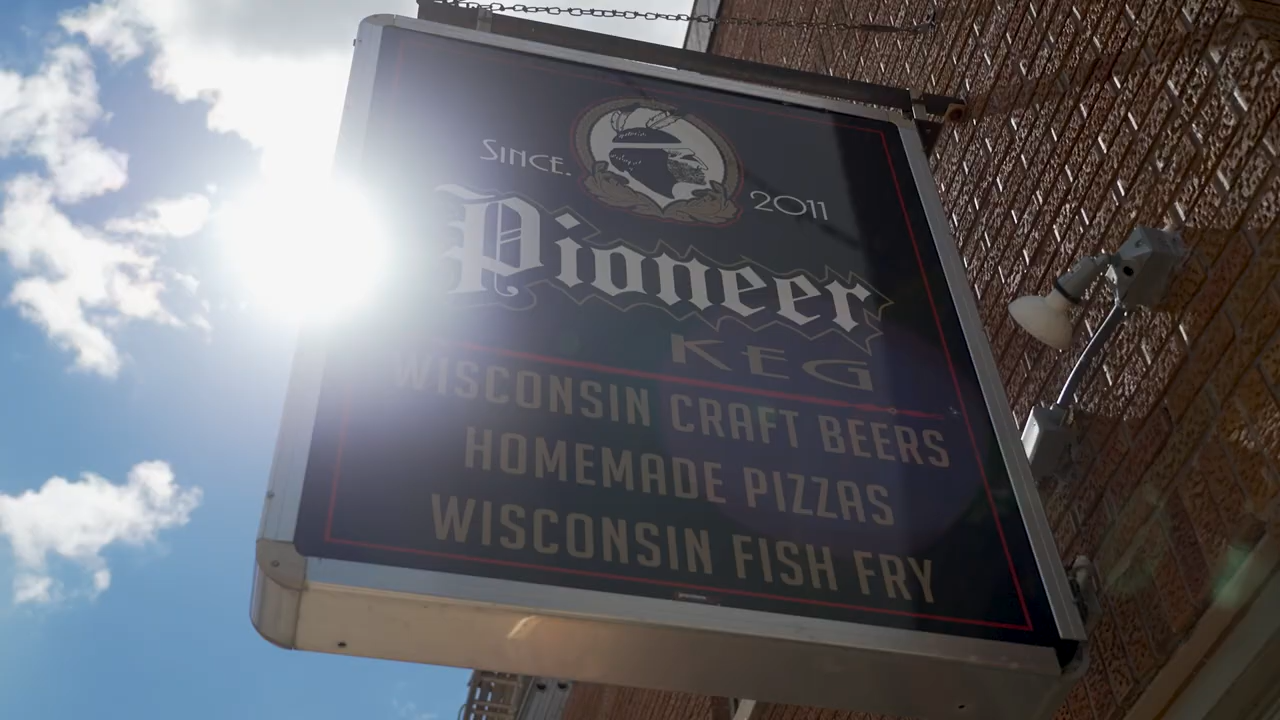 SINCE. 2011
Pioneer
KEG
WISCONSIN CRAFT BEERS
HOMEMADE PIZZAS
WISCONSIN FISH FRY